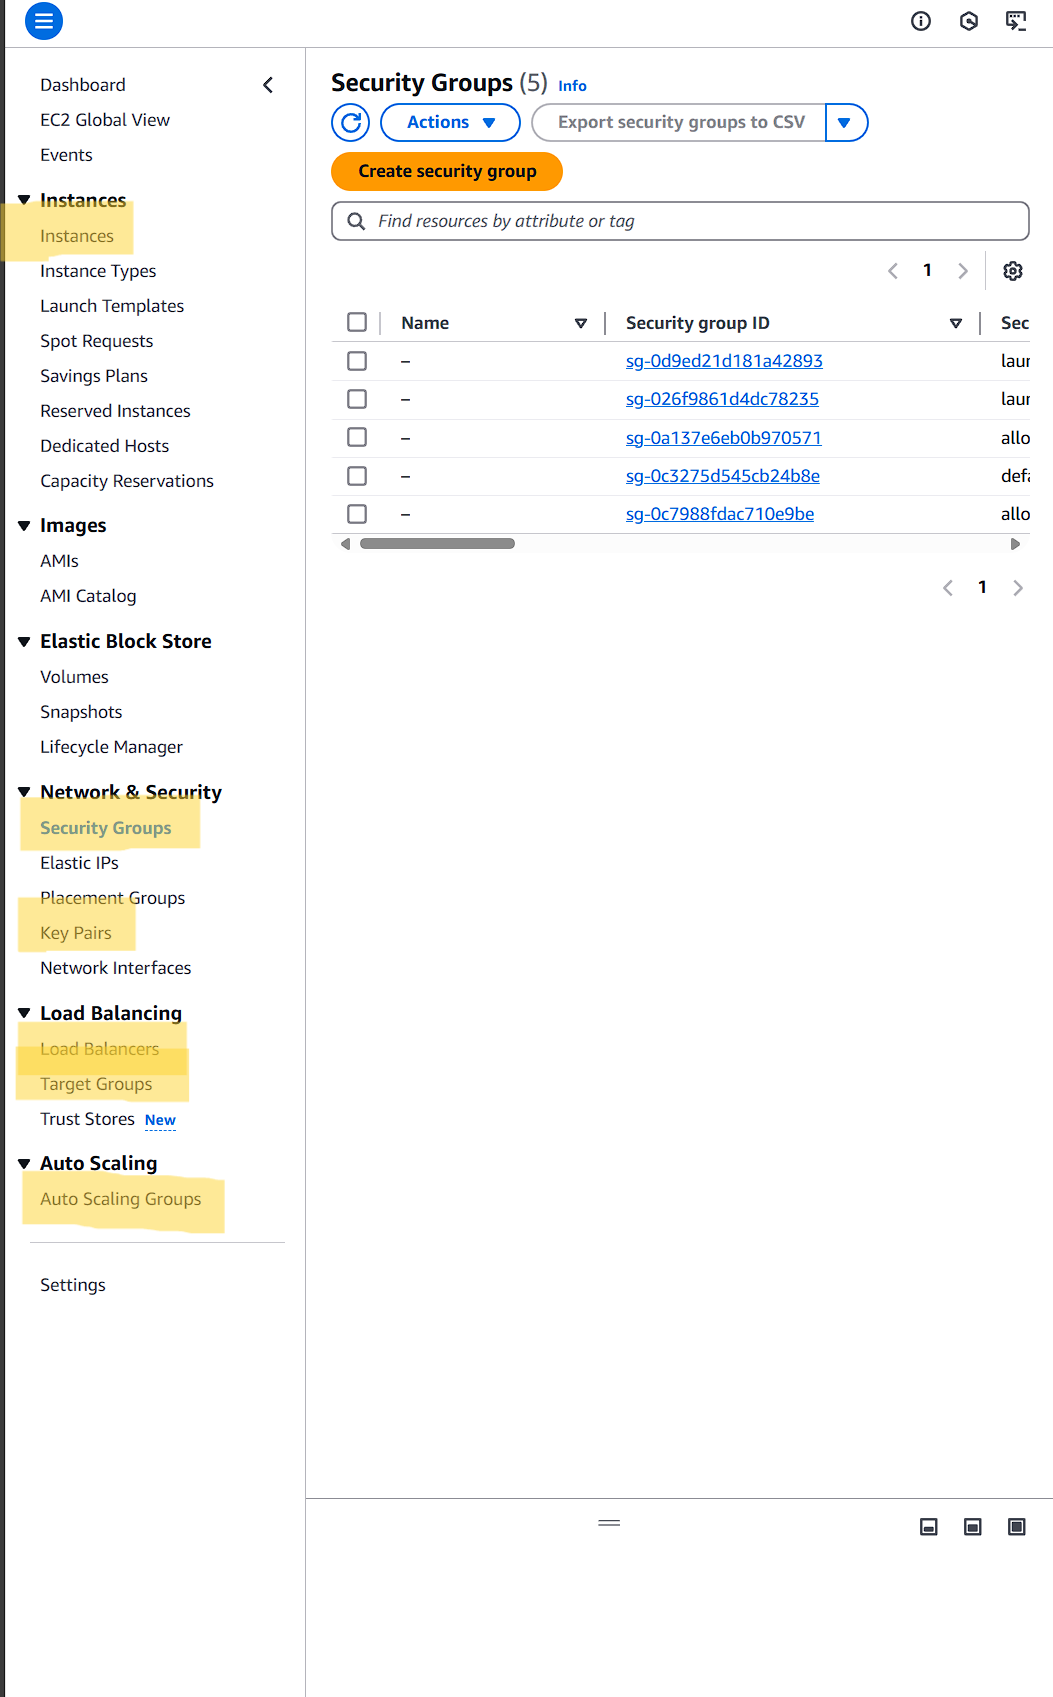 Dashboard
EC2 Global View
Events
Instances
Instances
Instance Types
Launch Templates
Spot Requests
Savings Plans
Reserved Instances
Dedicated Hosts
Capacity Reservations
Images
AMIs
AMI Catalog
Elastic Block Store
Volumes
Snapshots
Lifecycle Manager
Network & Security
Security Groups
Elastic IPs
Placement Groups
Key Pairs
Network Interfaces
Load Balancing
Load Balancers
Target Groups
Trust Stores New
Auto Scaling
Auto Scaling Groups
Settings
Security Groups (5) Info
Actions Export security groups to CSV
Create security group
Find resources by attribute or tag
1
Name Security group ID Sec
– sg-0d9ed21d181a42893 laun
– sg-026f9861d4dc78235 laun
– sg-0a137e6eb0b970571 allo
– sg-0c3275d545cb24b8e defa
– sg-0c7988fdac710e9be allo
1